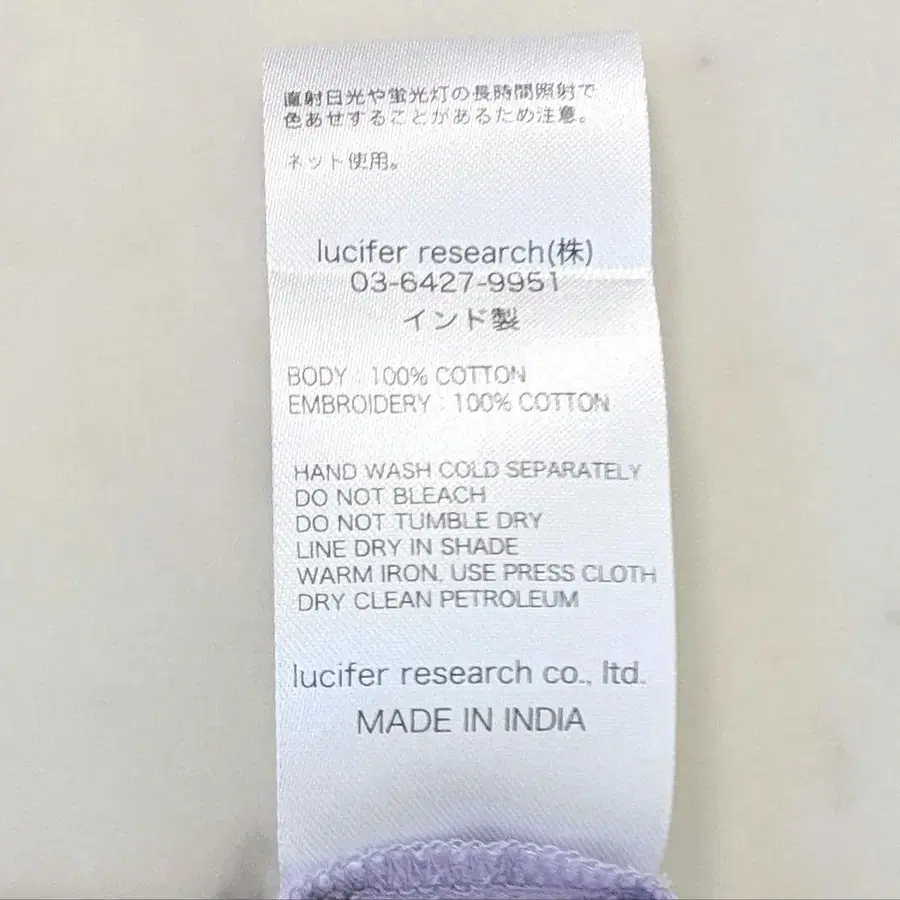 直射日光や蛍光灯の長時間照射で
色あせすることがあるため注意。
ネット使用。
lucifer research(株)
03-6427-9951
インド製
BODY : 100% COTTON
EMBROIDERY : 100% COTTON
HAND WASH COLD SEPARATELY
DO NOT BLEACH
DO NOT TUMBLE DRY
LINE DRY IN SHADE
WARM IRON. USE PRESS CLOTH
DRY CLEAN PETROLEUM
lucifer research co., ltd.
MADE IN INDIA